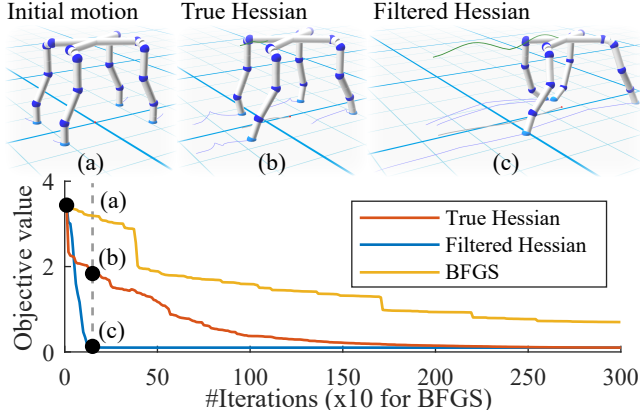 Initial motion True Hessian Filtered Hessian
(a) (b) (c)
4
2
0
Objective value
(a)
(b)
(c)
True Hessian
Filtered Hessian
BFGS
0 50 100 150 200 250 300
#Iterations (x10 for BFGS)